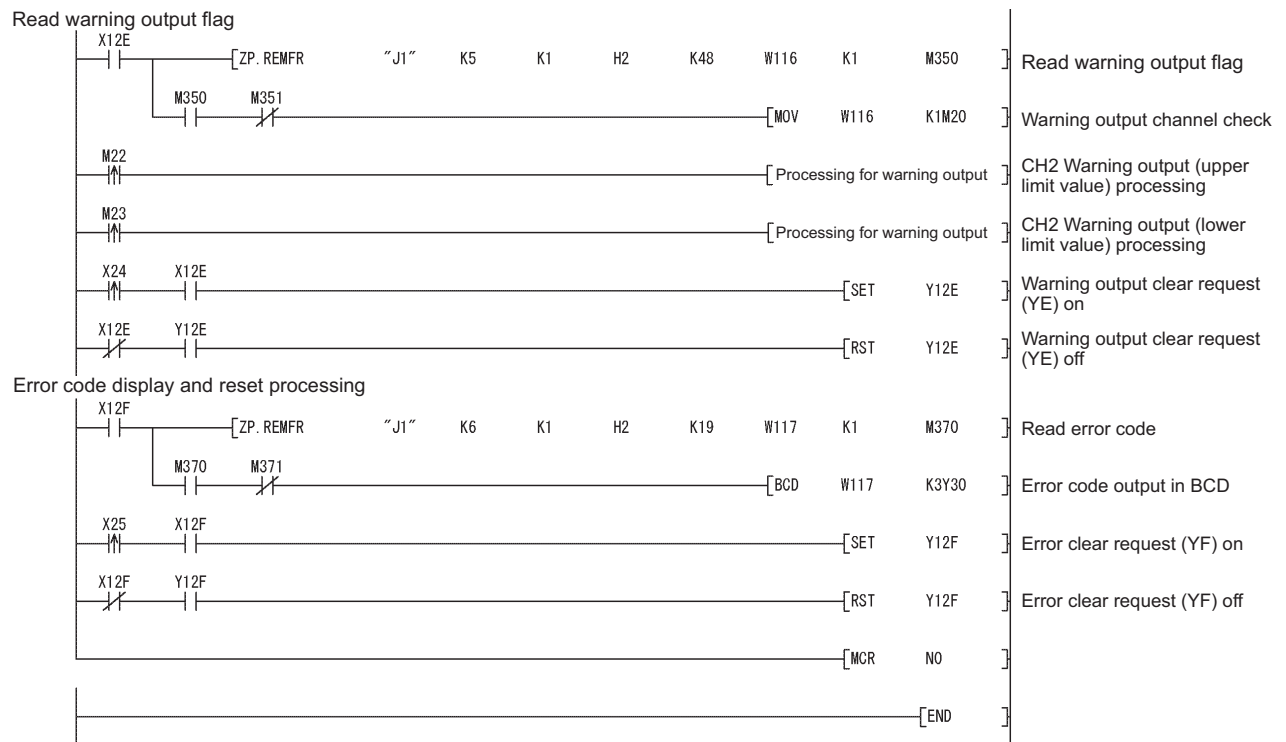 Read warning output flag
X12E
[ZP.REMFR "J1" K5 K1 H2 K48 W116 K1 M350 ] Read warning output flag
M350 M351
[MOV W116 K1M20 ] Warning output channel check
M22
[Processing for warning output ] CH2 Warning output (upper
limit value) processing
M23
[Processing for warning output ] CH2 Warning output (lower
limit value) processing
X24 X12E
[SET Y12E ] Warning output clear request
(YE) on
X12E Y12E
[RST Y12E ] Warning output clear request
(YE) off
Error code display and reset processing
X12F
[ZP.REMFR "J1" K6 K1 H2 K19 W117 K1 M370 ] Read error code
M370 M371
[BCD W117 K3Y30 ] Error code output in BCD
X25 X12F
[SET Y12F ] Error clear request (YF) on
X12F Y12F
[RST Y12F ] Error clear request (YF) off
[MCR N0 ]
[END ]